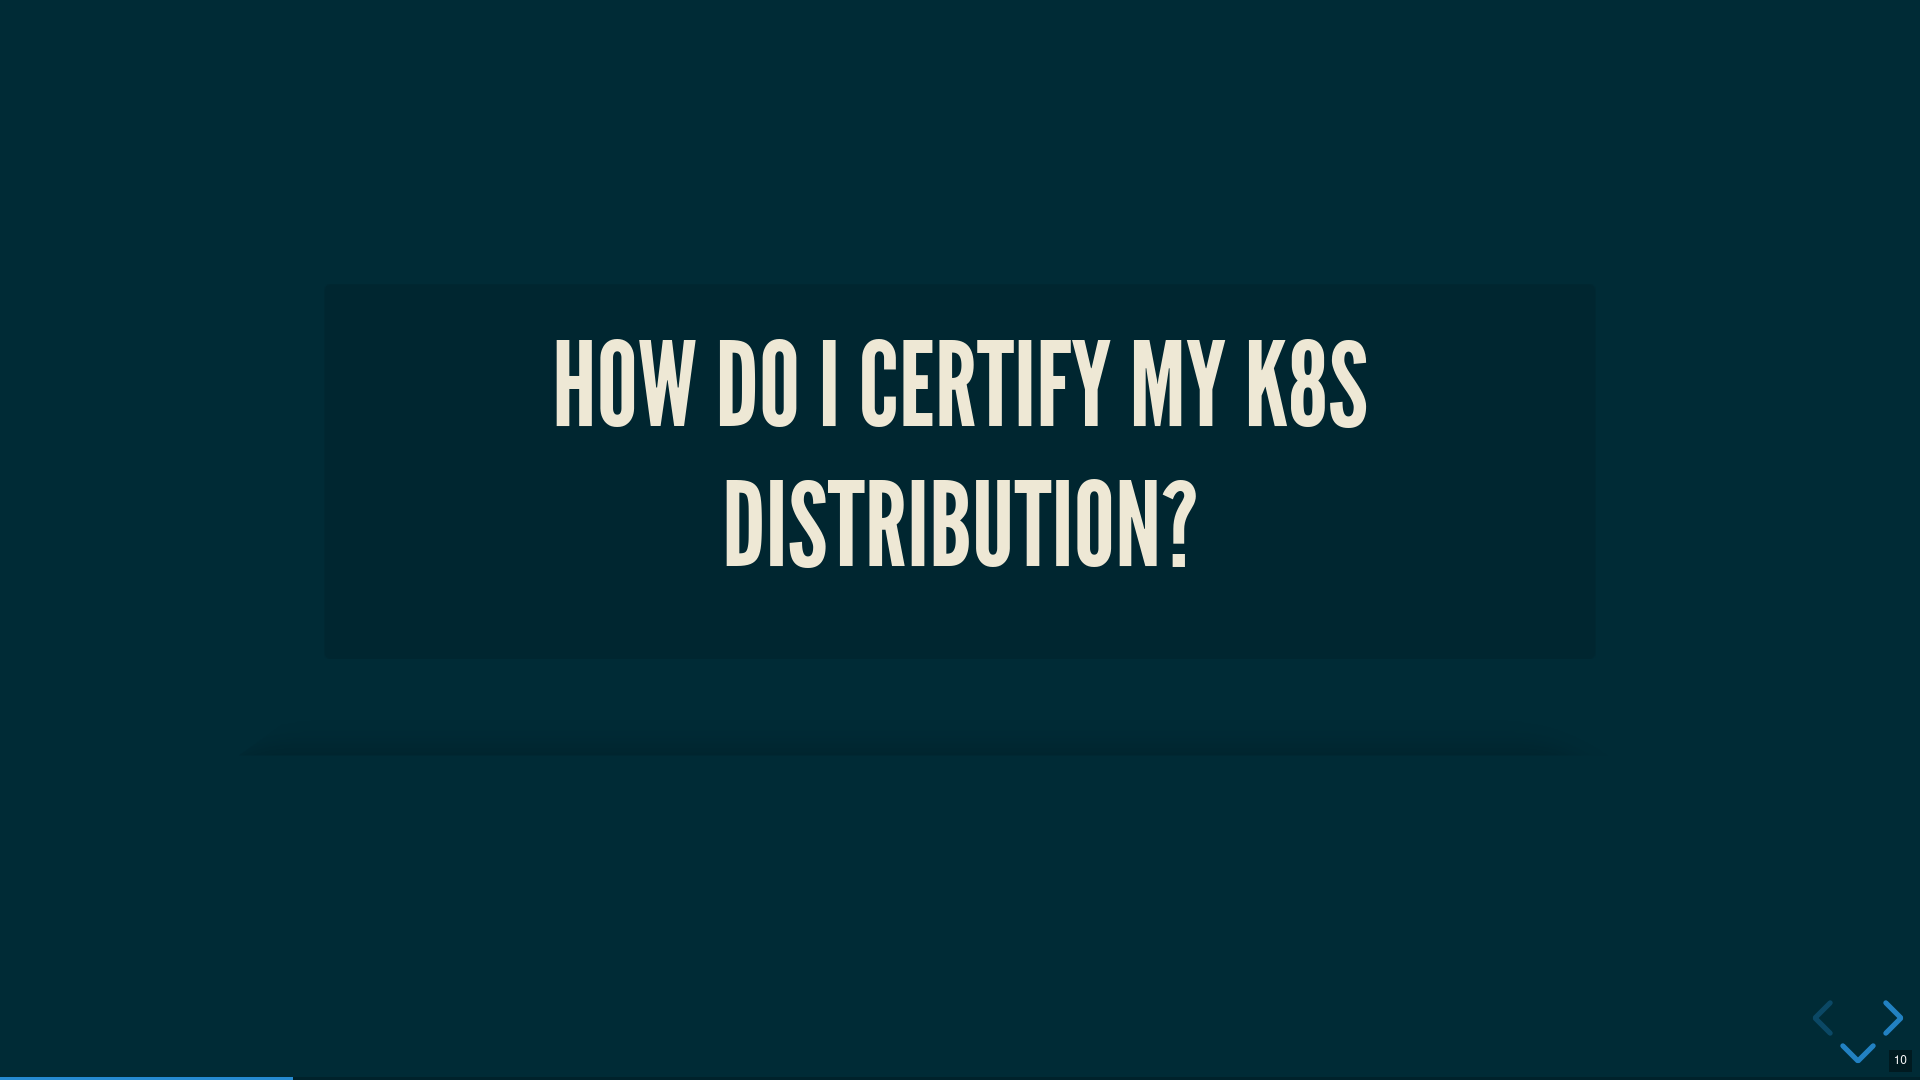 HOW DO I CERTIFY MY K8S
DISTRIBUTION?
10